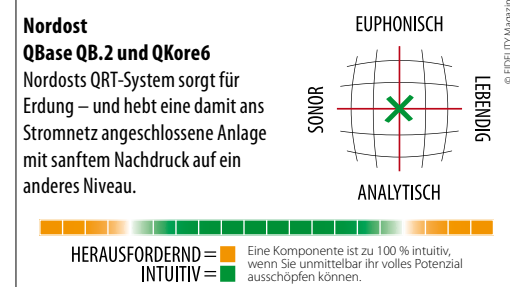 Nordost
QBase QB.2 und QKore6
Nordosts QRT-System sorgt für
Erdung – und hebt eine damit ans
Stromnetz angeschlossene Anlage
mit sanftem Nachdruck auf ein
anderes Niveau.
EUPHONISCH
SONOR
LEBENDIG
ANALYTISCH
© FIDELITY Magazin
HERAUSFORDERND =
INTUITIV =
Eine Komponente ist zu 100 % intuitiv,
wenn Sie unmittelbar ihr volles Potenzial
ausschöpfen können.